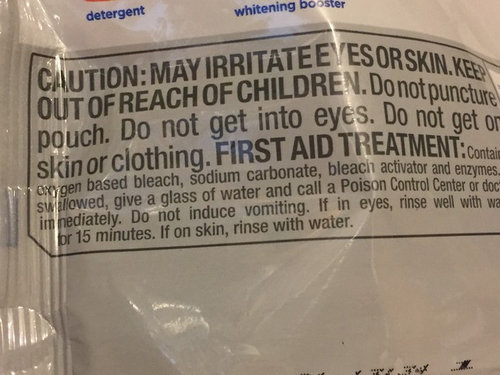 detergent
whitening booster
CAUTION: MAY IRRITATE EYES OR SKIN. KEEP
OUT OF REACH OF CHILDREN. Do not puncture
pouch. Do not get into eyes. Do not get on
skin or clothing. FIRST AID TREATMENT: Contain
oxygen based bleach, sodium carbonate, bleach activator and enzymes.
swallowed, give a glass of water and call a Poison Control Center or doc
immediately. Do not induce vomiting. If in eyes, rinse well with wa
for 15 minutes. If on skin, rinse with water.